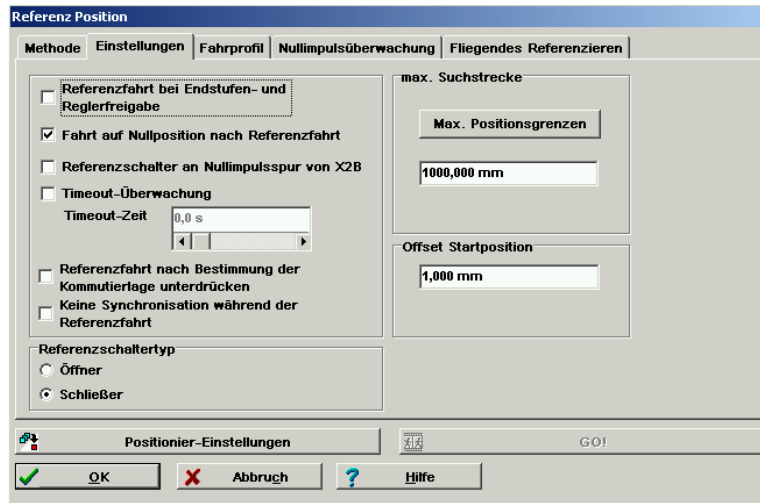 Referenz Position
Methode
Einstellungen
Fahrprofil
Nullimpulsüberwachung
Fliegendes Referenzieren
Referenzfahrt bei Endstufen- und
Reglerfreigabe
Fahrt auf Nullposition nach Referenzfahrt
Referenzschalter an Nullimpulsspur von X2B
Timeout-Überwachung
Timeout-Zeit
0,0 s
Referenzfahrt nach Bestimmung der
Kommutierlage unterdrücken
Keine Synchronisation während der
Referenzfahrt
Referenzschaltertyp
Öffner
Schließer
max. Suchstrecke
Max. Positionsgrenzen
1000,000 mm
Offset Startposition
1,000 mm
Positionier-Einstellungen
GO!
OK
Abbruch
Hilfe